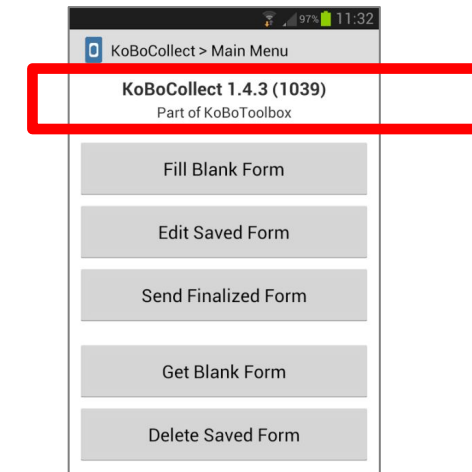 97% 11:32
KoBoCollect > Main Menu
KoBoCollect 1.4.3 (1039)
Part of KoBoToolbox
Fill Blank Form
Edit Saved Form
Send Finalized Form
Get Blank Form
Delete Saved Form